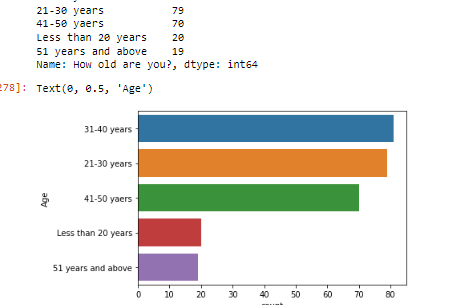 21-30 years 79
41-50 yaers 70
Less than 20 years 20
51 years and above 19
Name: How old are you?, dtype: int64
278]: Text(0, 0.5, 'Age')
31-40 years
21-30 years
41-50 yaers
Less than 20 years
51 years and above
Age
0 10 20 30 40 50 60 70 80